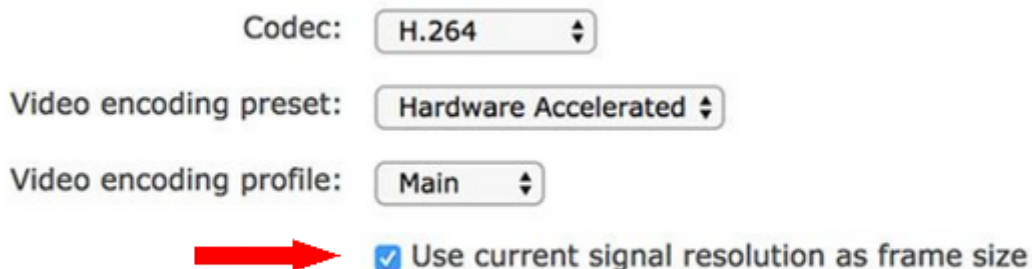 Codec: H.264
Video encoding preset: Hardware Accelerated
Video encoding profile: Main
Use current signal resolution as frame size